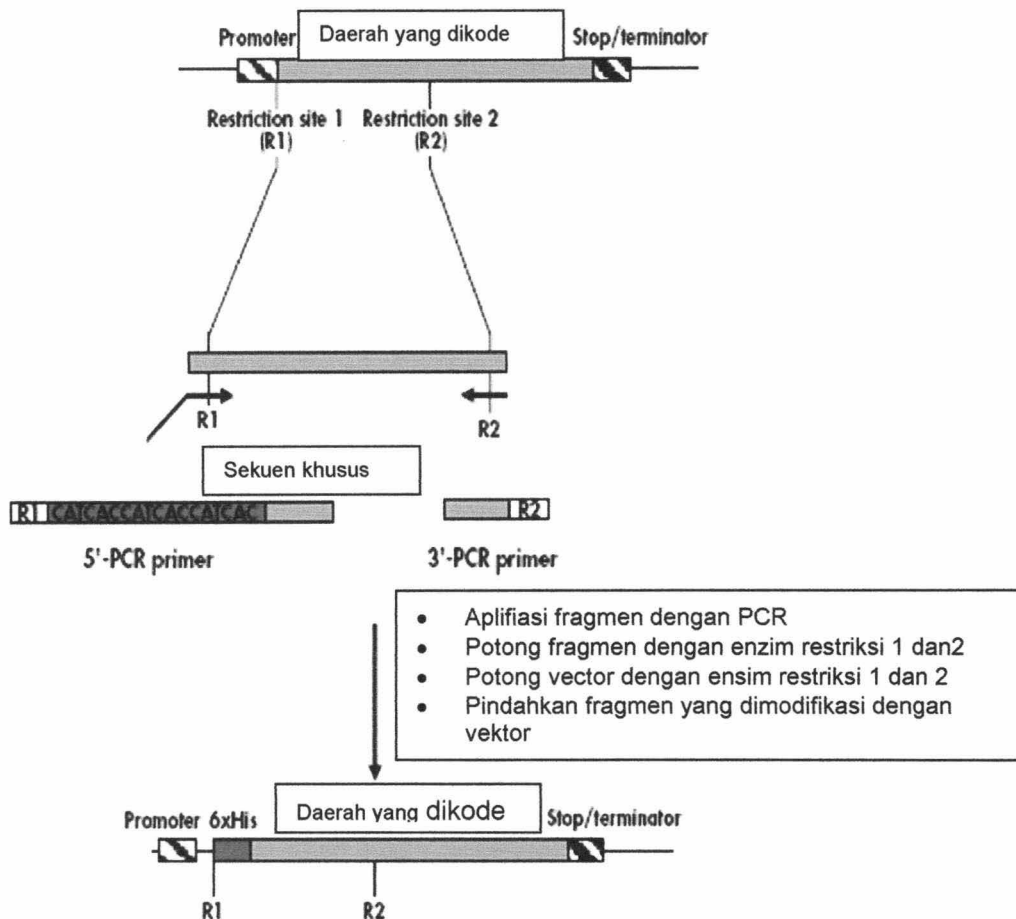 Promoter Daerah yang dikode Stop/terminator
Restriction site 1 Restriction site 2
(R1) (R2)
R1 R2
Sekuen khusus
R1 CATCACCATCACCATCAC R2
5'-PCR primer 3'-PCR primer
• Aplifiasi fragmen dengan PCR
• Potong fragmen dengan enzim restriksi 1 dan2
• Potong vector dengan ensim restriksi 1 dan 2
• Pindahkan fragmen yang dimodifikasi dengan
vektor
Promoter 6xHis Daerah yang dikode Stop/terminator
R1 R2